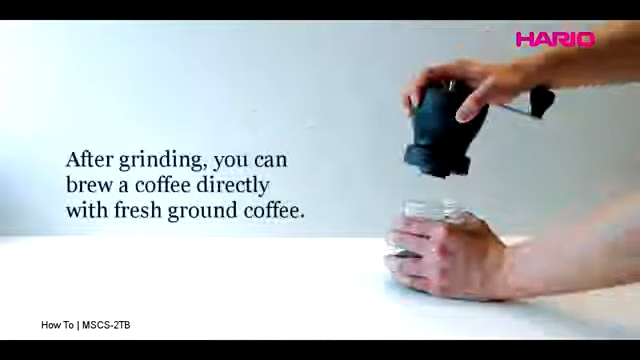 HARIO
After grinding, you can
brew a coffee directly
with fresh ground coffee.
How To | MSCS-2TB